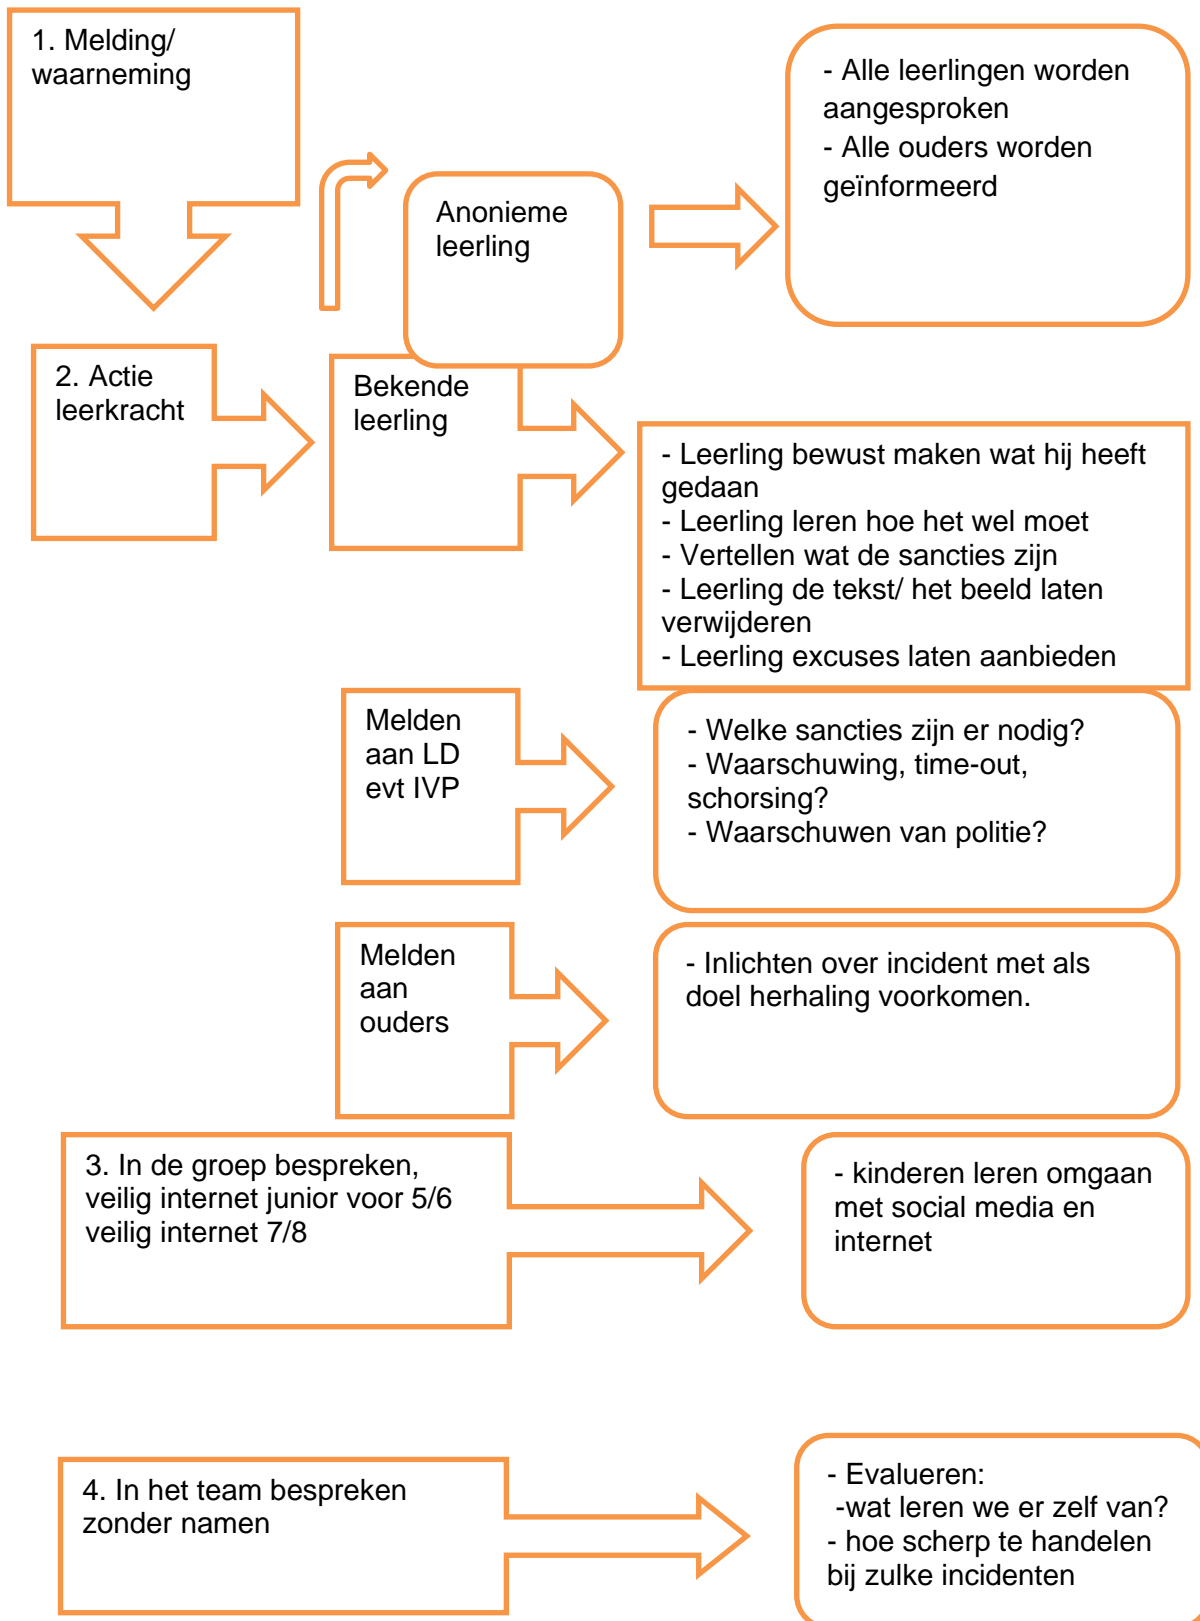 1. Melding/
waarneming
- Alle leerlingen worden
aangesproken
- Alle ouders worden
geïnformeerd
Anonieme
leerling
2. Actie
leerkracht
Bekende
leerling
- Leerling bewust maken wat hij heeft
gedaan
- Leerling leren hoe het wel moet
- Vertellen wat de sancties zijn
- Leerling de tekst/ het beeld laten
verwijderen
- Leerling excuses laten aanbieden
Melden
aan LD
evt IVP
- Welke sancties zijn er nodig?
- Waarschuwing, time-out,
schorsing?
- Waarschuwen van politie?
Melden
aan
ouders
- Inlichten over incident met als
doel herhaling voorkomen.
3. In de groep bespreken,
veilig internet junior voor 5/6
veilig internet 7/8
- kinderen leren omgaan
met social media en
internet
4. In het team bespreken
zonder namen
- Evalueren:
-wat leren we er zelf van?
- hoe scherp te handelen
bij zulke incidenten